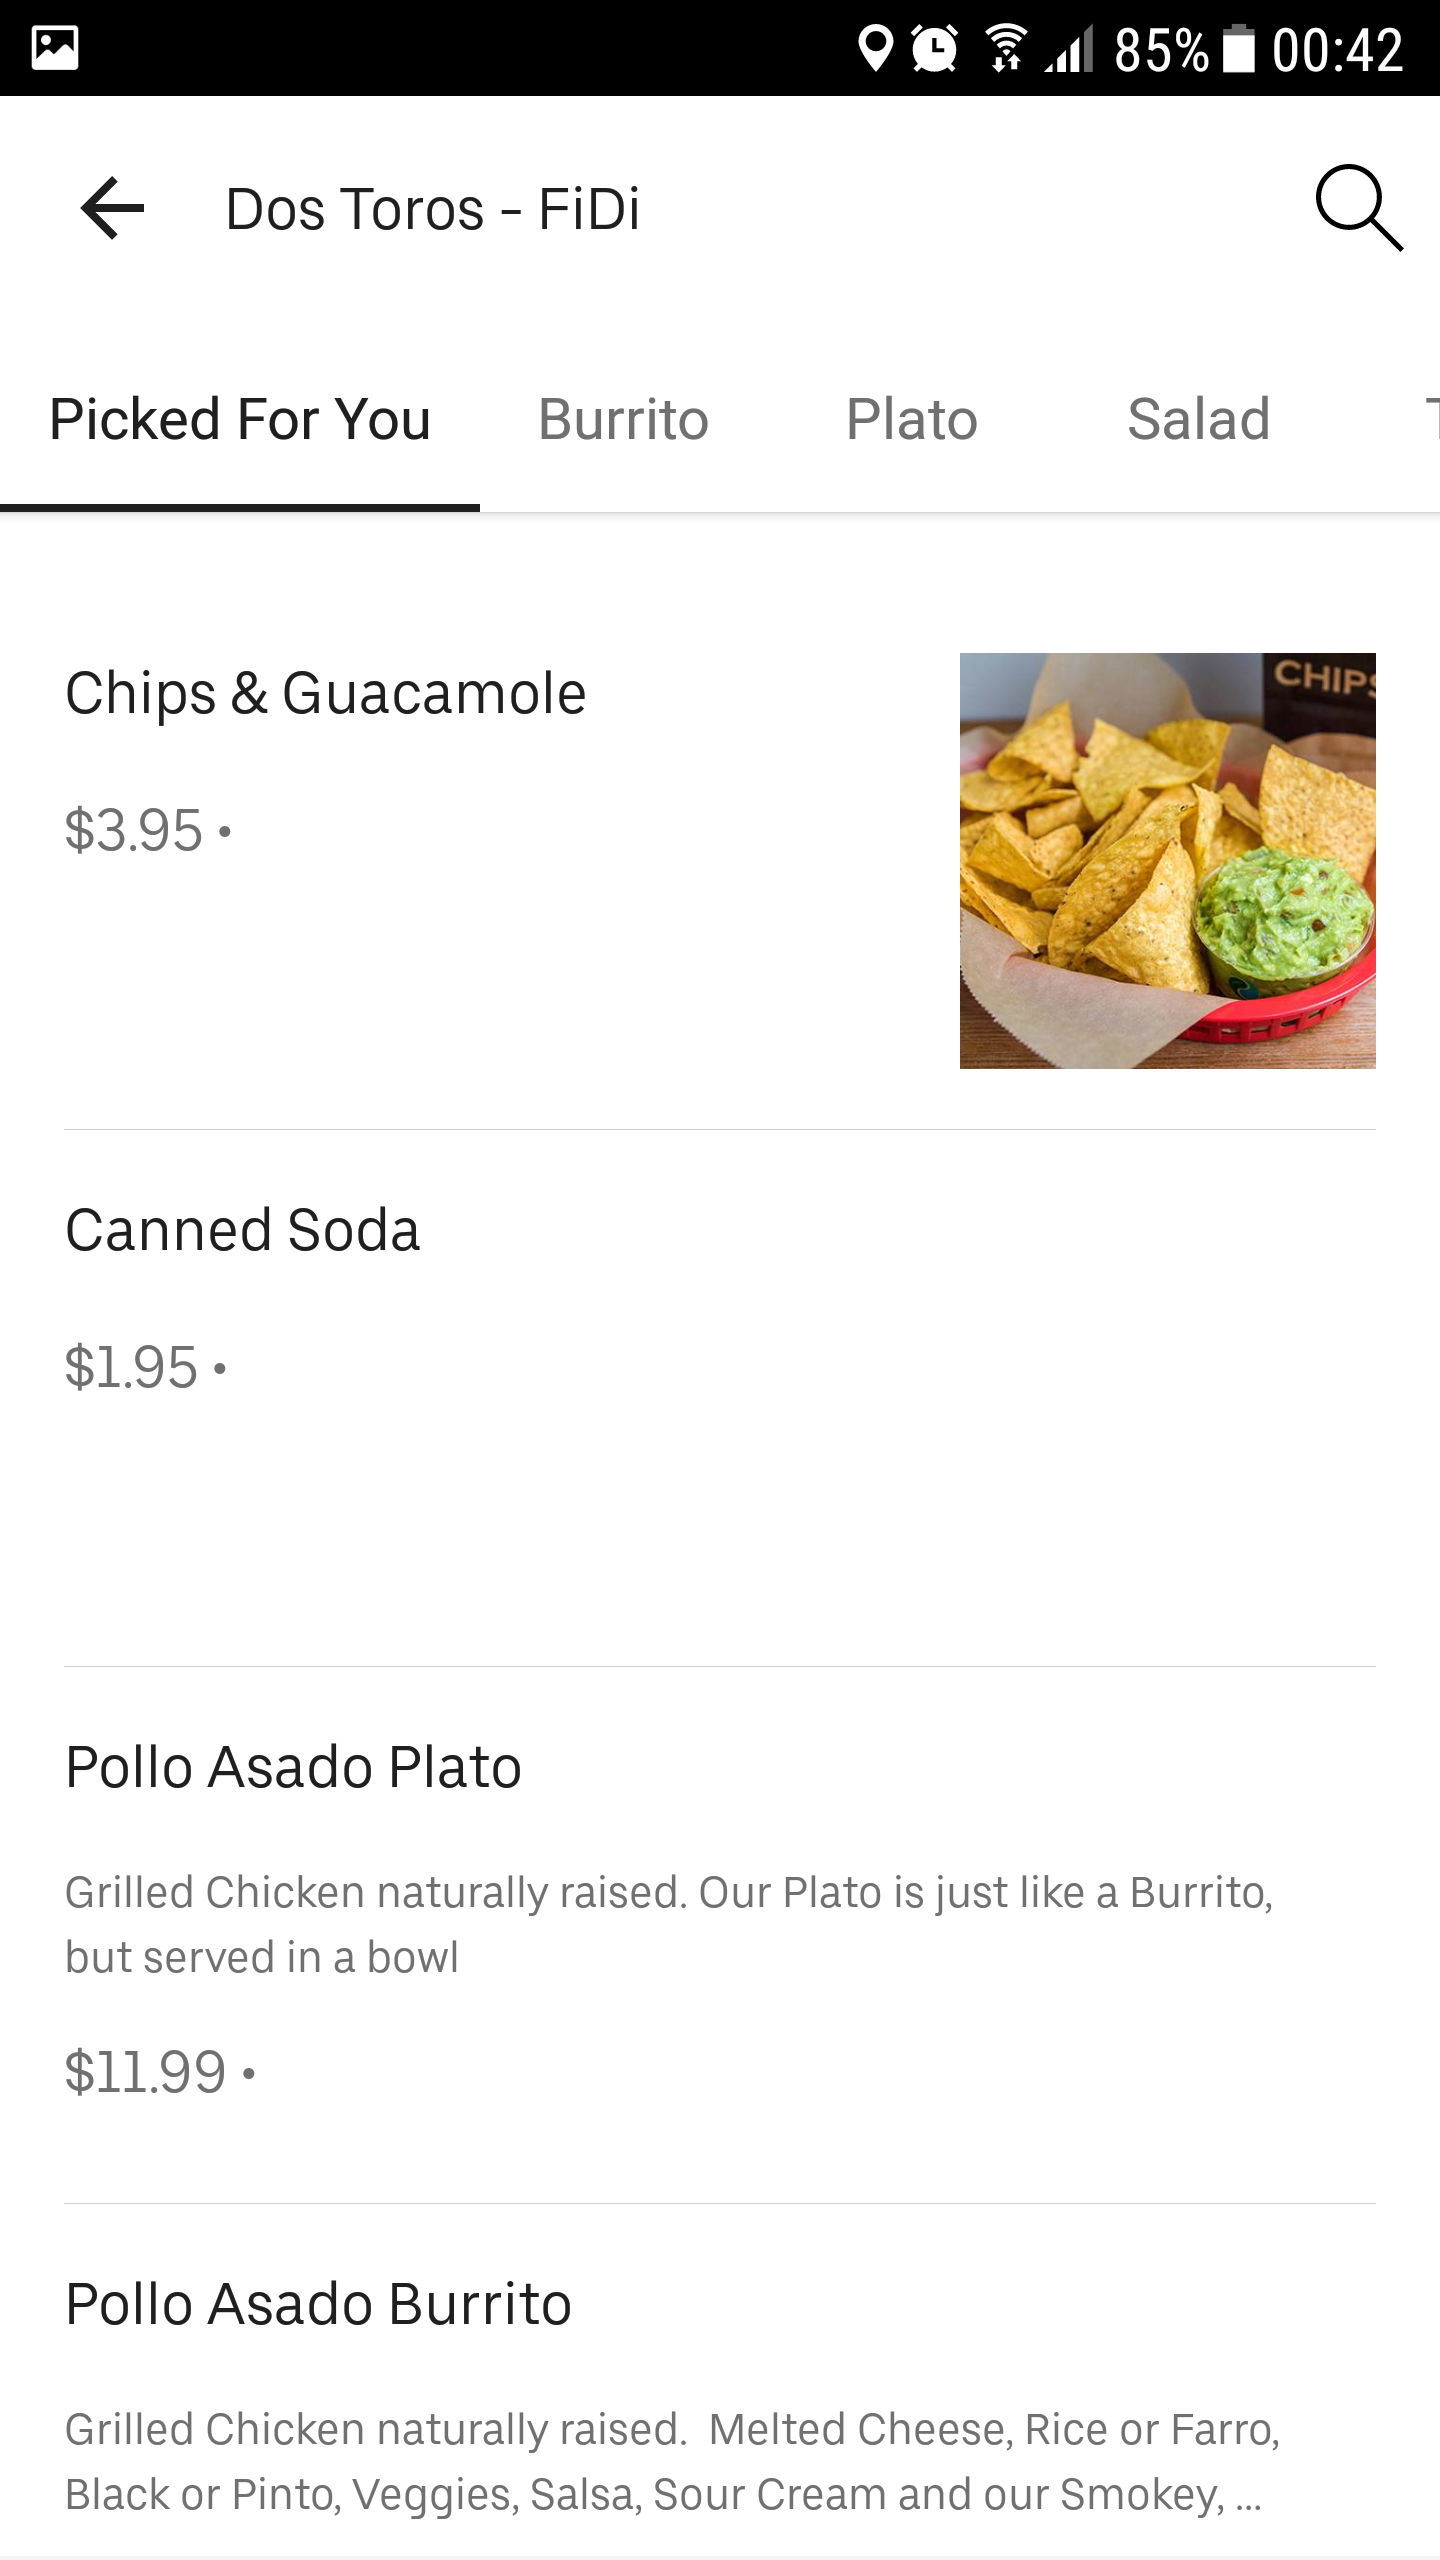 85% 00:42
Dos Toros - FiDi
Picked For You Burrito Plato Salad
Chips & Guacamole
$3.95 •
CHIPS
Canned Soda
$1.95 •
Pollo Asado Plato
Grilled Chicken naturally raised. Our Plato is just like a Burrito,
but served in a bowl
$11.99 •
Pollo Asado Burrito
Grilled Chicken naturally raised.  Melted Cheese, Rice or Farro,
Black or Pinto, Veggies, Salsa, Sour Cream and our Smokey, ...